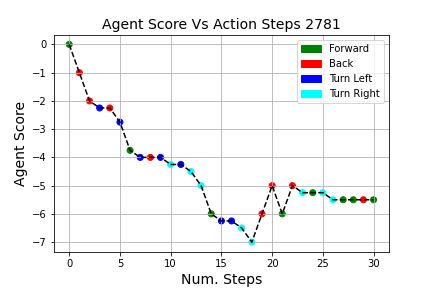 Agent Score Vs Action Steps 2781
Agent Score
0
−1
−2
−3
−4
−5
−6
−7
Forward
Back
Turn Left
Turn Right
0 5 10 15 20 25 30
Num. Steps